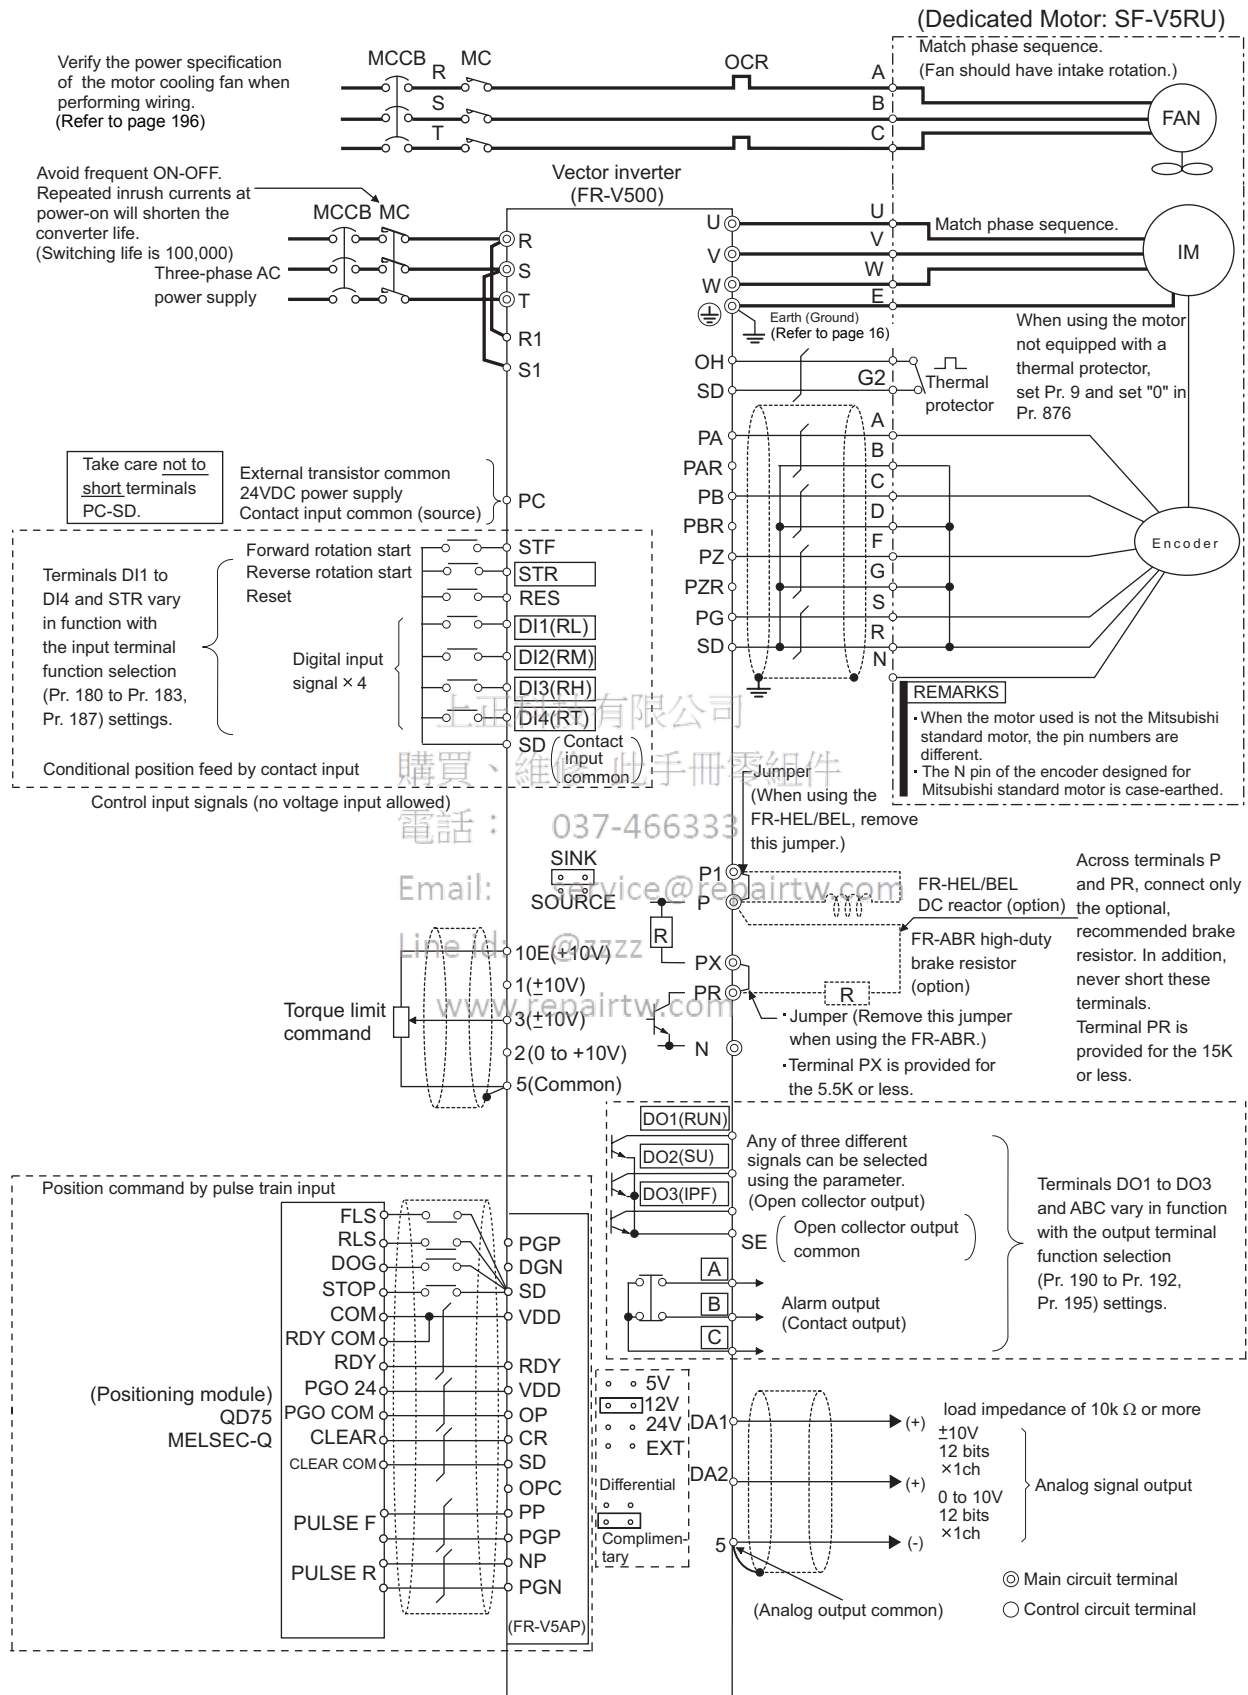 (Dedicated Motor: SF-V5RU)
Verify the power specification
of the motor cooling fan when
performing wiring.
(Refer to page 196)
MCCB
MC
R
S
T
OCR
A
B
C
Match phase sequence.
(Fan should have intake rotation.)
FAN
Avoid frequent ON-OFF.
Repeated inrush currents at
power-on will shorten the
converter life.
(Switching life is 100,000)
Three-phase AC
power supply
MCCB
MC
Vector inverter
(FR-V500)
R
S
T
R1
S1
U
V
W
U
V
W
E
Match phase sequence.
IM
Earth (Ground)
(Refer to page 16)
When using the motor
not equipped with a
thermal protector,
set Pr. 9 and set "0" in
Pr. 876
OH
SD
G2
Thermal
protector
PA
PAR
PB
PBR
PZ
PZR
PG
SD
A
B
C
D
F
G
S
R
N
Encoder
Take care not to
short terminals
PC-SD.
External transistor common
24VDC power supply
Contact input common (source)
PC
Terminals DI1 to
DI4 and STR vary
in function with
the input terminal
function selection
(Pr. 180 to Pr. 183,
Pr. 187) settings.
Forward rotation start
Reverse rotation start
Reset
Digital input
signal × 4
STF
STR
RES
DI1(RL)
DI2(RM)
DI3(RH)
DI4(RT)
SD
(Contact
input
common)
Conditional position feed by contact input
Control input signals (no voltage input allowed)
REMARKS
· When the motor used is not the Mitsubishi
standard motor, the pin numbers are
different.
· The N pin of the encoder designed for
Mitsubishi standard motor is case-earthed.
上正科技有限公司
購買、維修 此手冊零組件
電話： 037-466333
Email: service@repairtw.com
Line id: @zzzz
www.repairtw.com
Jumper
(When using the
FR-HEL/BEL, remove
this jumper.)
SINK
SOURCE
P1
P
R
PX
PR
N
FR-HEL/BEL
DC reactor (option)
FR-ABR high-duty
brake resistor
(option)
R
Across terminals P
and PR, connect only
the optional,
recommended brake
resistor. In addition,
never short these
terminals.
Terminal PR is
provided for the 15K
or less.
· Jumper (Remove this jumper
when using the FR-ABR.)
· Terminal PX is provided for
the 5.5K or less.
Torque limit
command
10E(+10V)
1(±10V)
3(±10V)
2(0 to +10V)
5(Common)
DO1(RUN)
DO2(SU)
DO3(IPF)
Any of three different
signals can be selected
using the parameter.
(Open collector output)
SE
(Open collector output
common)
A
B
C
Alarm output
(Contact output)
Terminals DO1 to DO3
and ABC vary in function
with the output terminal
function selection
(Pr. 190 to Pr. 192,
Pr. 195) settings.
Position command by pulse train input
(Positioning module)
QD75
MELSEC-Q
FLS
RLS
DOG
STOP
COM
RDY COM
RDY
PGO 24
PGO COM
CLEAR
CLEAR COM
PULSE F
PULSE R
PGP
DGN
SD
VDD
RDY
VDD
OP
CR
SD
OPC
PP
PGP
NP
PGN
(FR-V5AP)
5V
12V
24V
EXT
Differential
Complimen-
tary
DA1
DA2
5
(+)
(+)
(-)
load impedance of 10k Ω or more
±10V
12 bits
×1ch
0 to 10V
12 bits
×1ch
Analog signal output
(Analog output common)
Main circuit terminal
Control circuit terminal